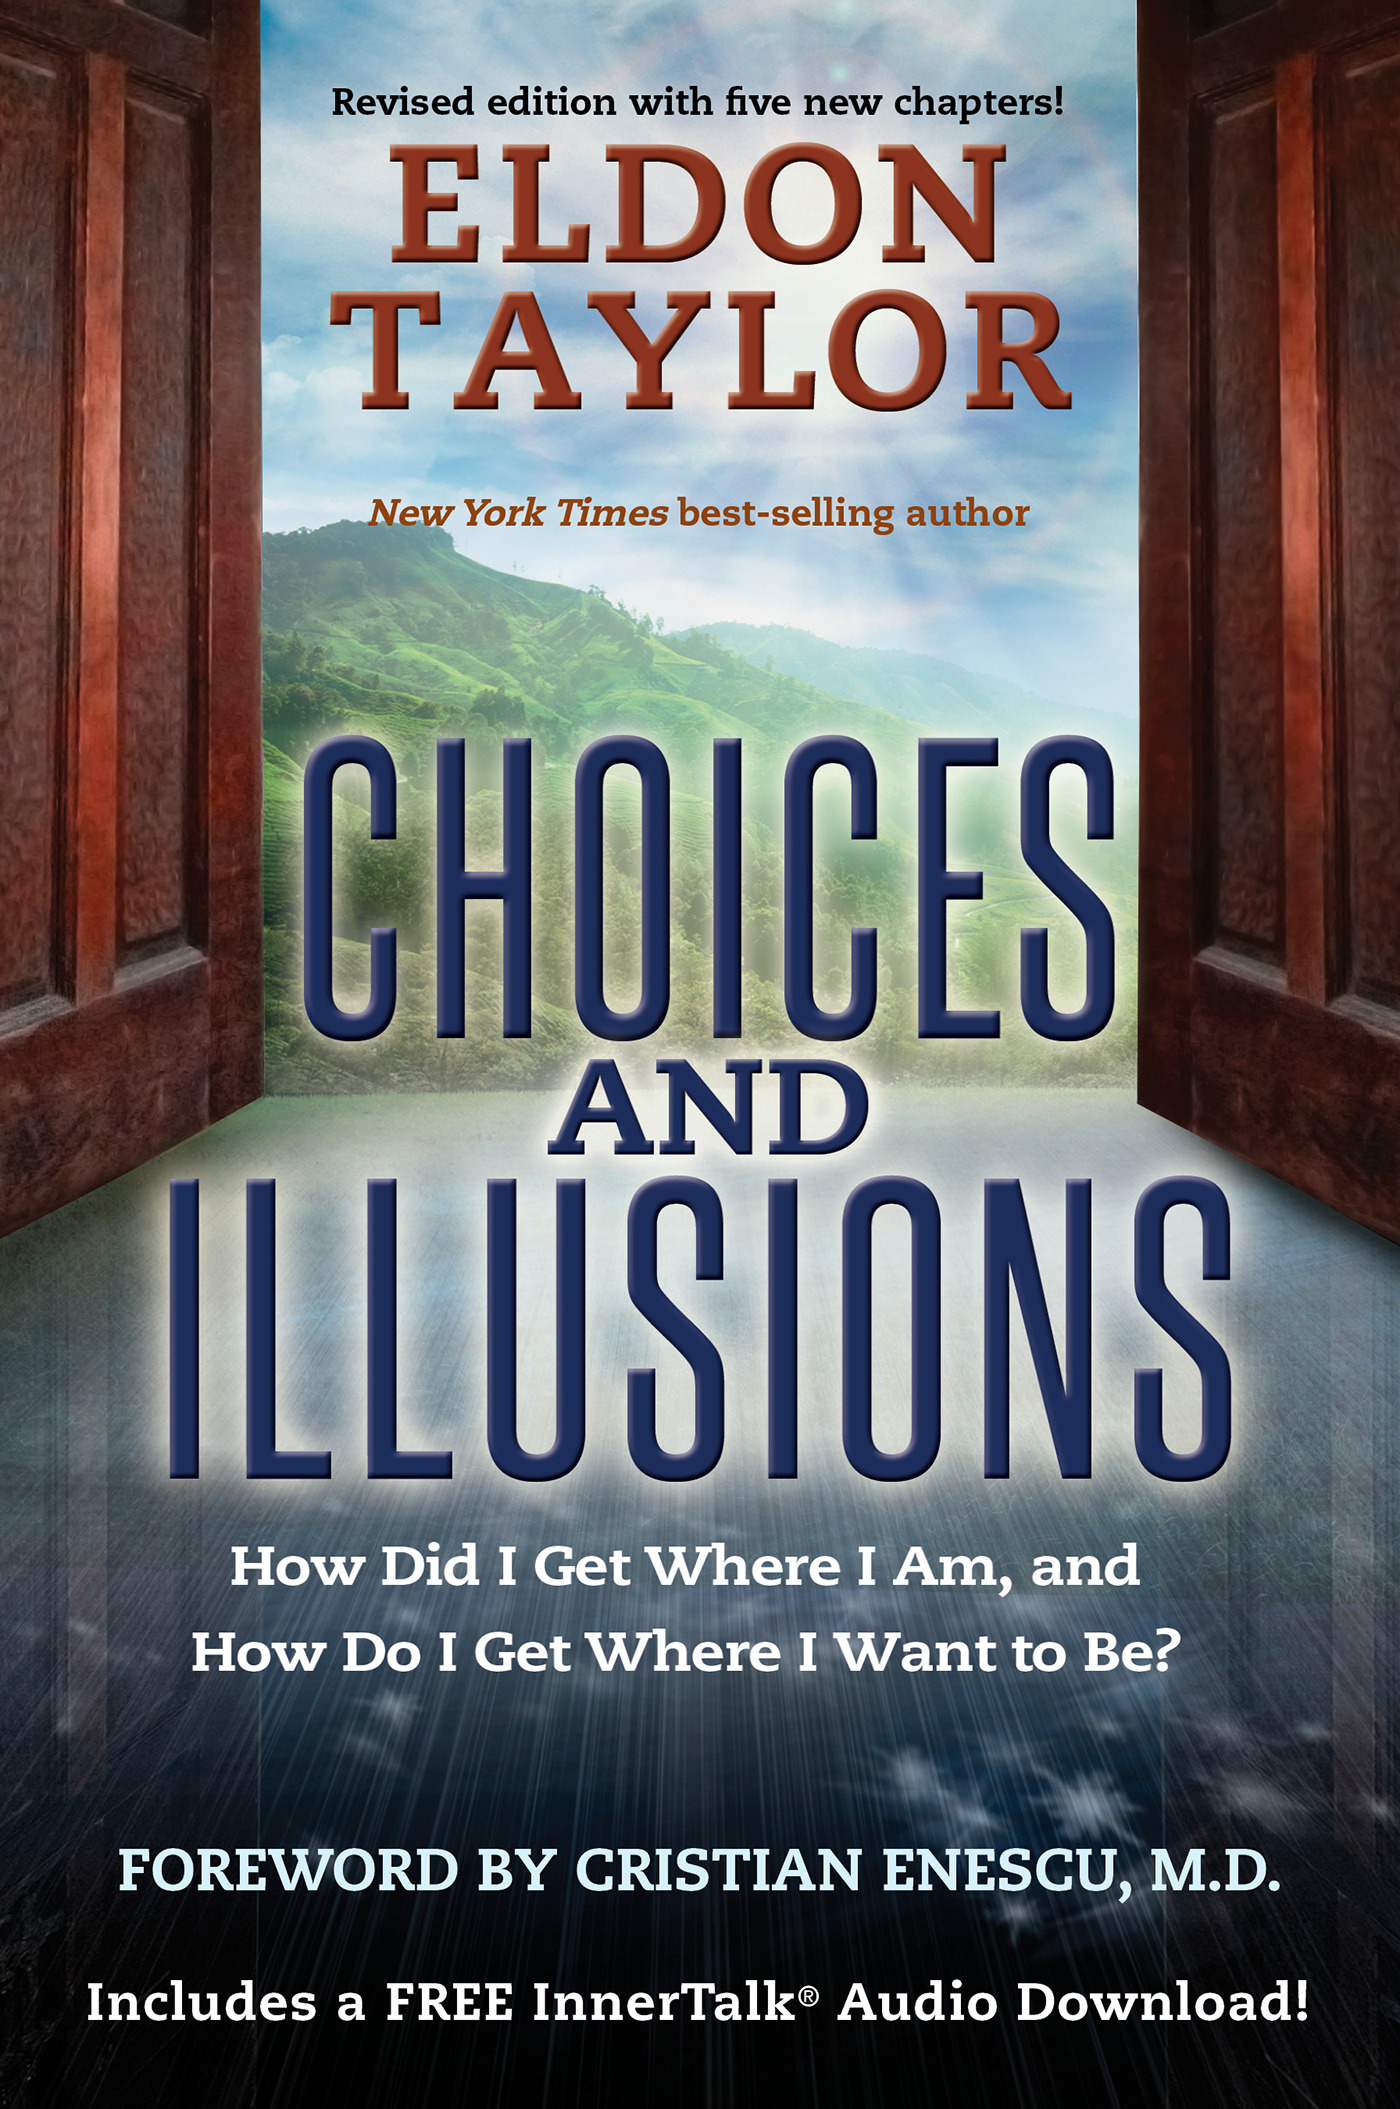 Revised edition with five new chapters!
ELDON
TAYLOR
New York Times best-selling author
CHOICES
AND
ILLUSIONS
How Did I Get Where I Am, and
How Do I Get Where I Want to Be?
FOREWORD BY CRISTIAN ENESCU, M.D.
Includes a FREE InnerTalk® Audio Download!